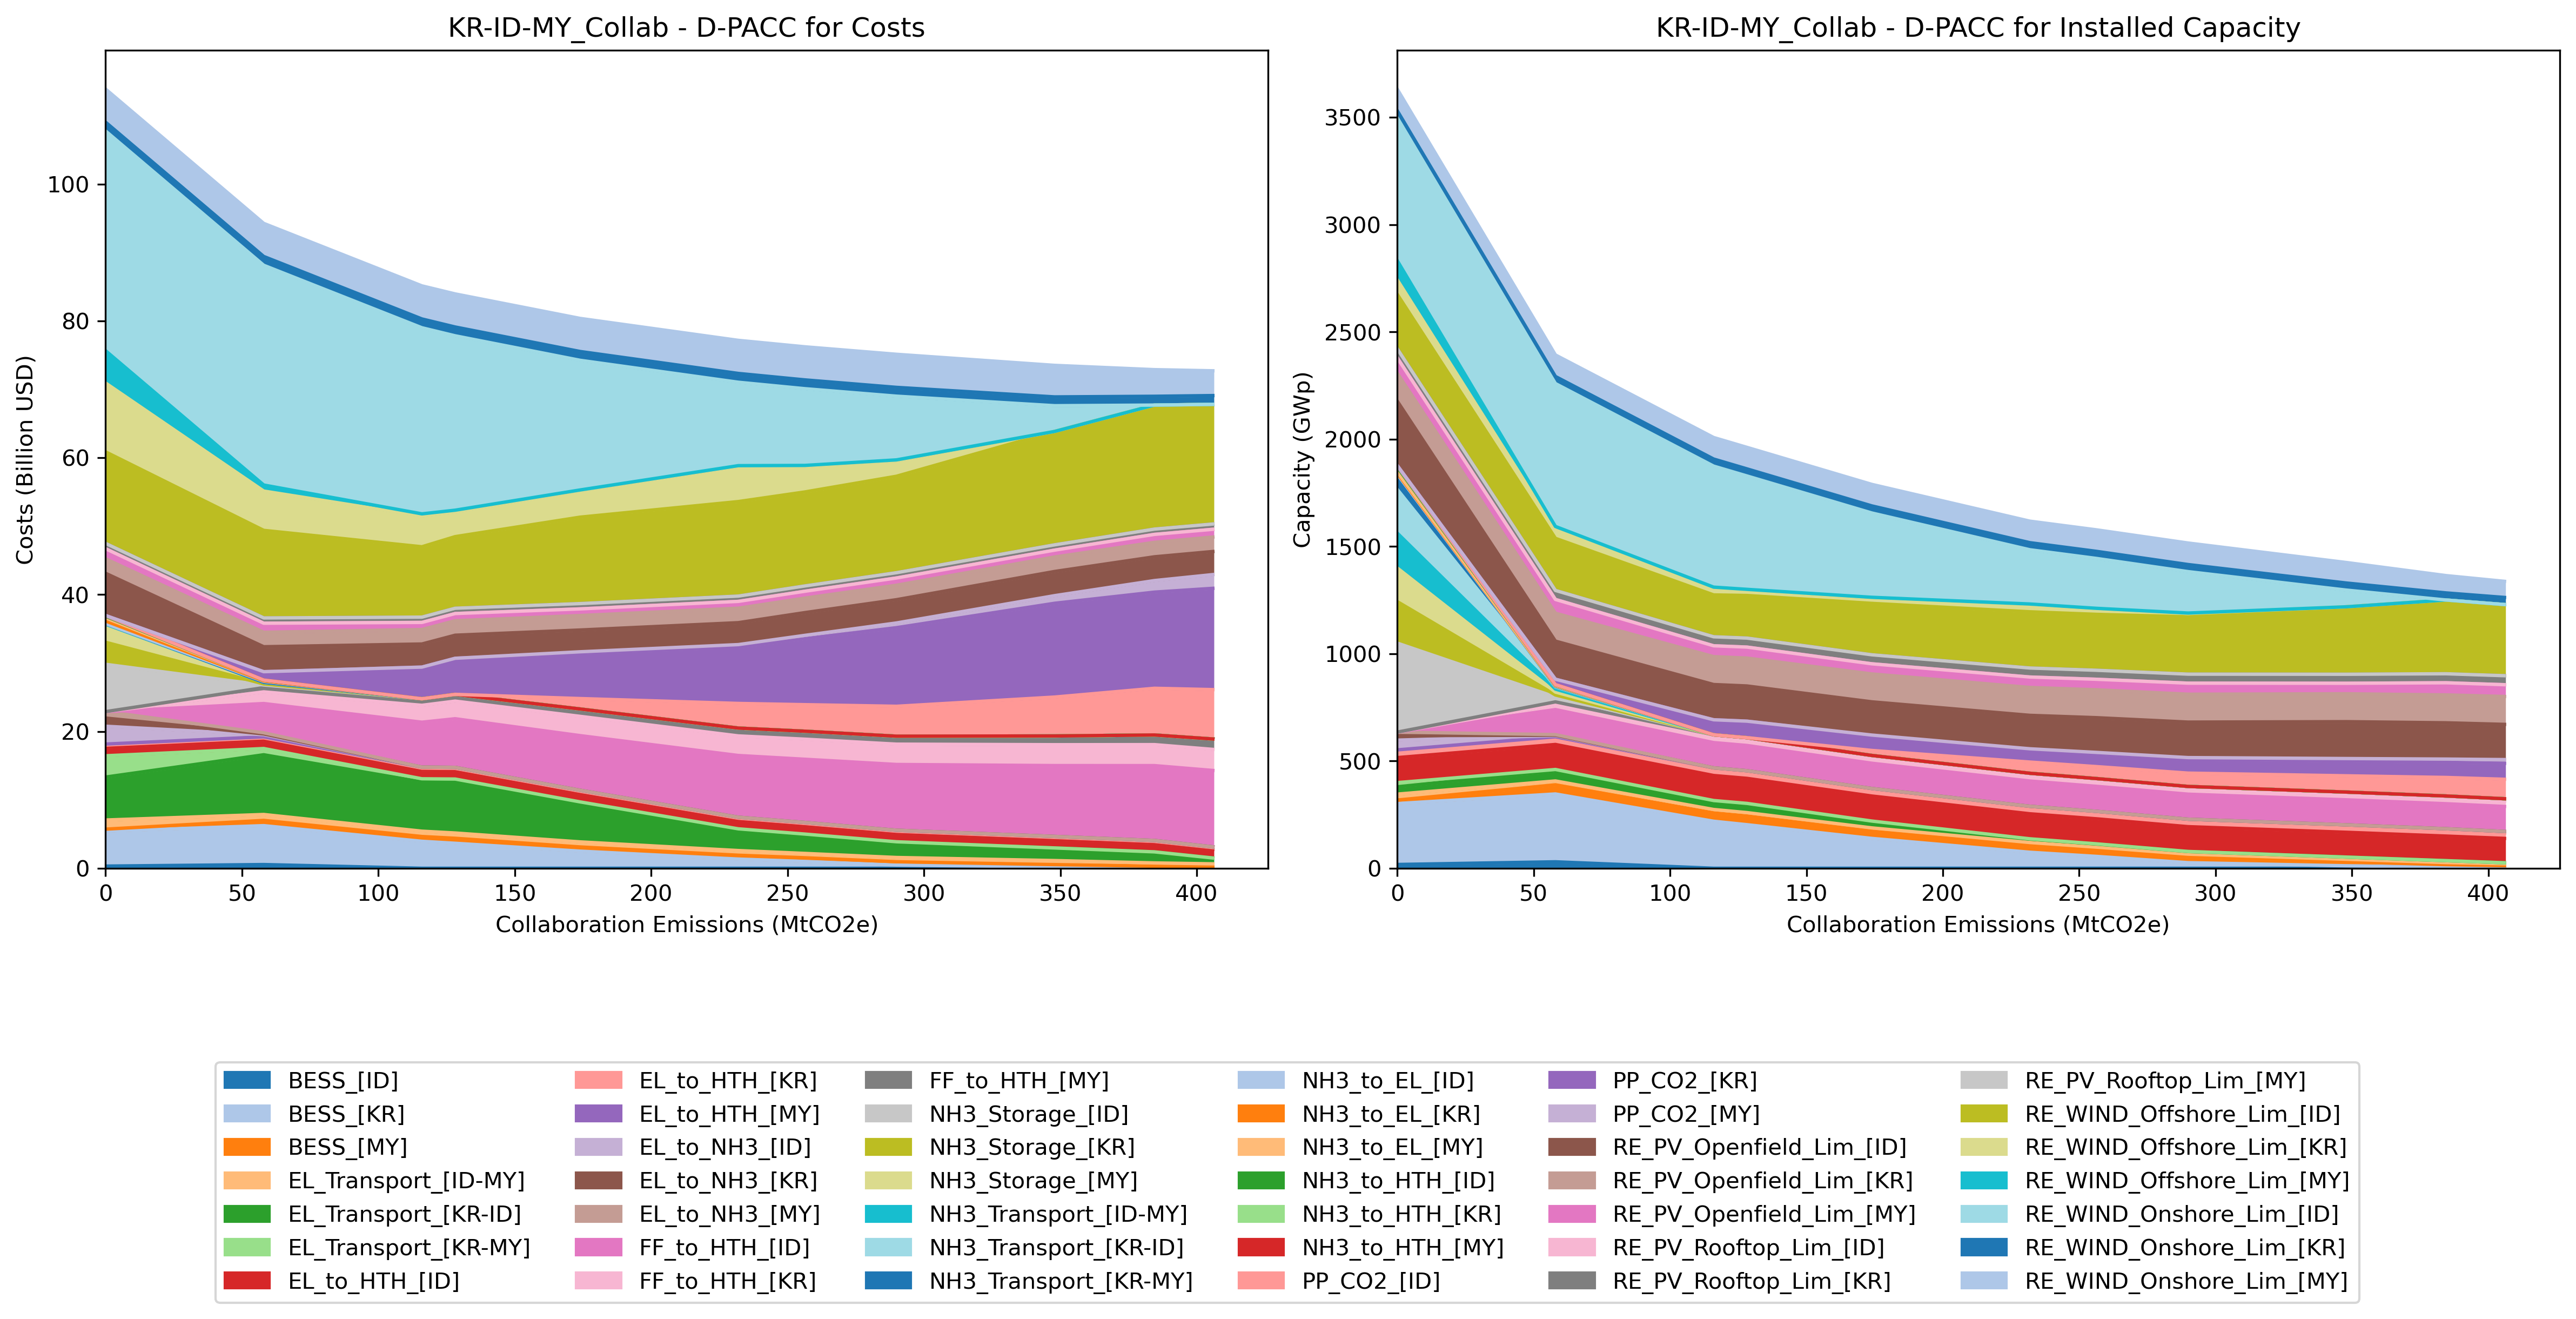 KR-ID-MY_Collab - D-PACC for Costs
Costs (Billion USD)
100
80
60
40
20
0
0 50 100 150 200 250 300 350 400
Collaboration Emissions (MtCO2e)
KR-ID-MY_Collab - D-PACC for Installed Capacity
Capacity (GWp)
3500
3000
2500
2000
1500
1000
500
0
0 50 100 150 200 250 300 350 400
Collaboration Emissions (MtCO2e)
BESS_[ID]
BESS_[KR]
BESS_[MY]
EL_Transport_[ID-MY]
EL_Transport_[KR-ID]
EL_Transport_[KR-MY]
EL_to_HTH_[ID]
EL_to_HTH_[KR]
EL_to_HTH_[MY]
EL_to_NH3_[ID]
EL_to_NH3_[KR]
EL_to_NH3_[MY]
FF_to_HTH_[ID]
FF_to_HTH_[KR]
FF_to_HTH_[MY]
NH3_Storage_[ID]
NH3_Storage_[KR]
NH3_Storage_[MY]
NH3_Transport_[ID-MY]
NH3_Transport_[KR-ID]
NH3_Transport_[KR-MY]
NH3_to_EL_[ID]
NH3_to_EL_[KR]
NH3_to_EL_[MY]
NH3_to_HTH_[ID]
NH3_to_HTH_[KR]
NH3_to_HTH_[MY]
PP_CO2_[ID]
PP_CO2_[KR]
PP_CO2_[MY]
RE_PV_Openfield_Lim_[ID]
RE_PV_Openfield_Lim_[KR]
RE_PV_Openfield_Lim_[MY]
RE_PV_Rooftop_Lim_[ID]
RE_PV_Rooftop_Lim_[KR]
RE_PV_Rooftop_Lim_[MY]
RE_WIND_Offshore_Lim_[ID]
RE_WIND_Offshore_Lim_[KR]
RE_WIND_Offshore_Lim_[MY]
RE_WIND_Onshore_Lim_[ID]
RE_WIND_Onshore_Lim_[KR]
RE_WIND_Onshore_Lim_[MY]